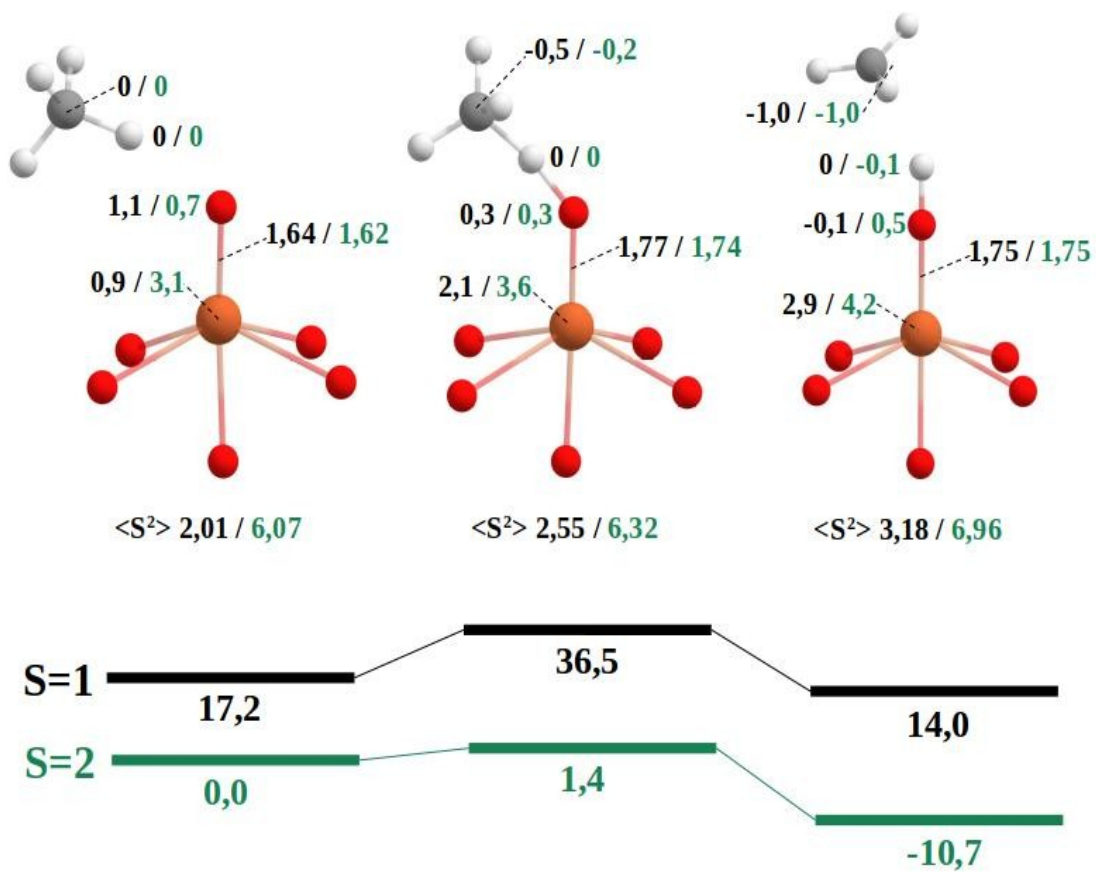 0 / 0
0 / 0
1,1 / 0,7
1,64 / 1,62
0,9 / 3,1
<S²> 2,01 / 6,07
-0,5 / -0,2
0 / 0
0,3 / 0,3
1,77 / 1,74
2,1 / 3,6
<S²> 2,55 / 6,32
-1,0 / -1,0
0 / -0,1
-0,1 / 0,5
1,75 / 1,75
2,9 / 4,2
<S²> 3,18 / 6,96
S=1
17,2
36,5
14,0
S=2
0,0
1,4
-10,7